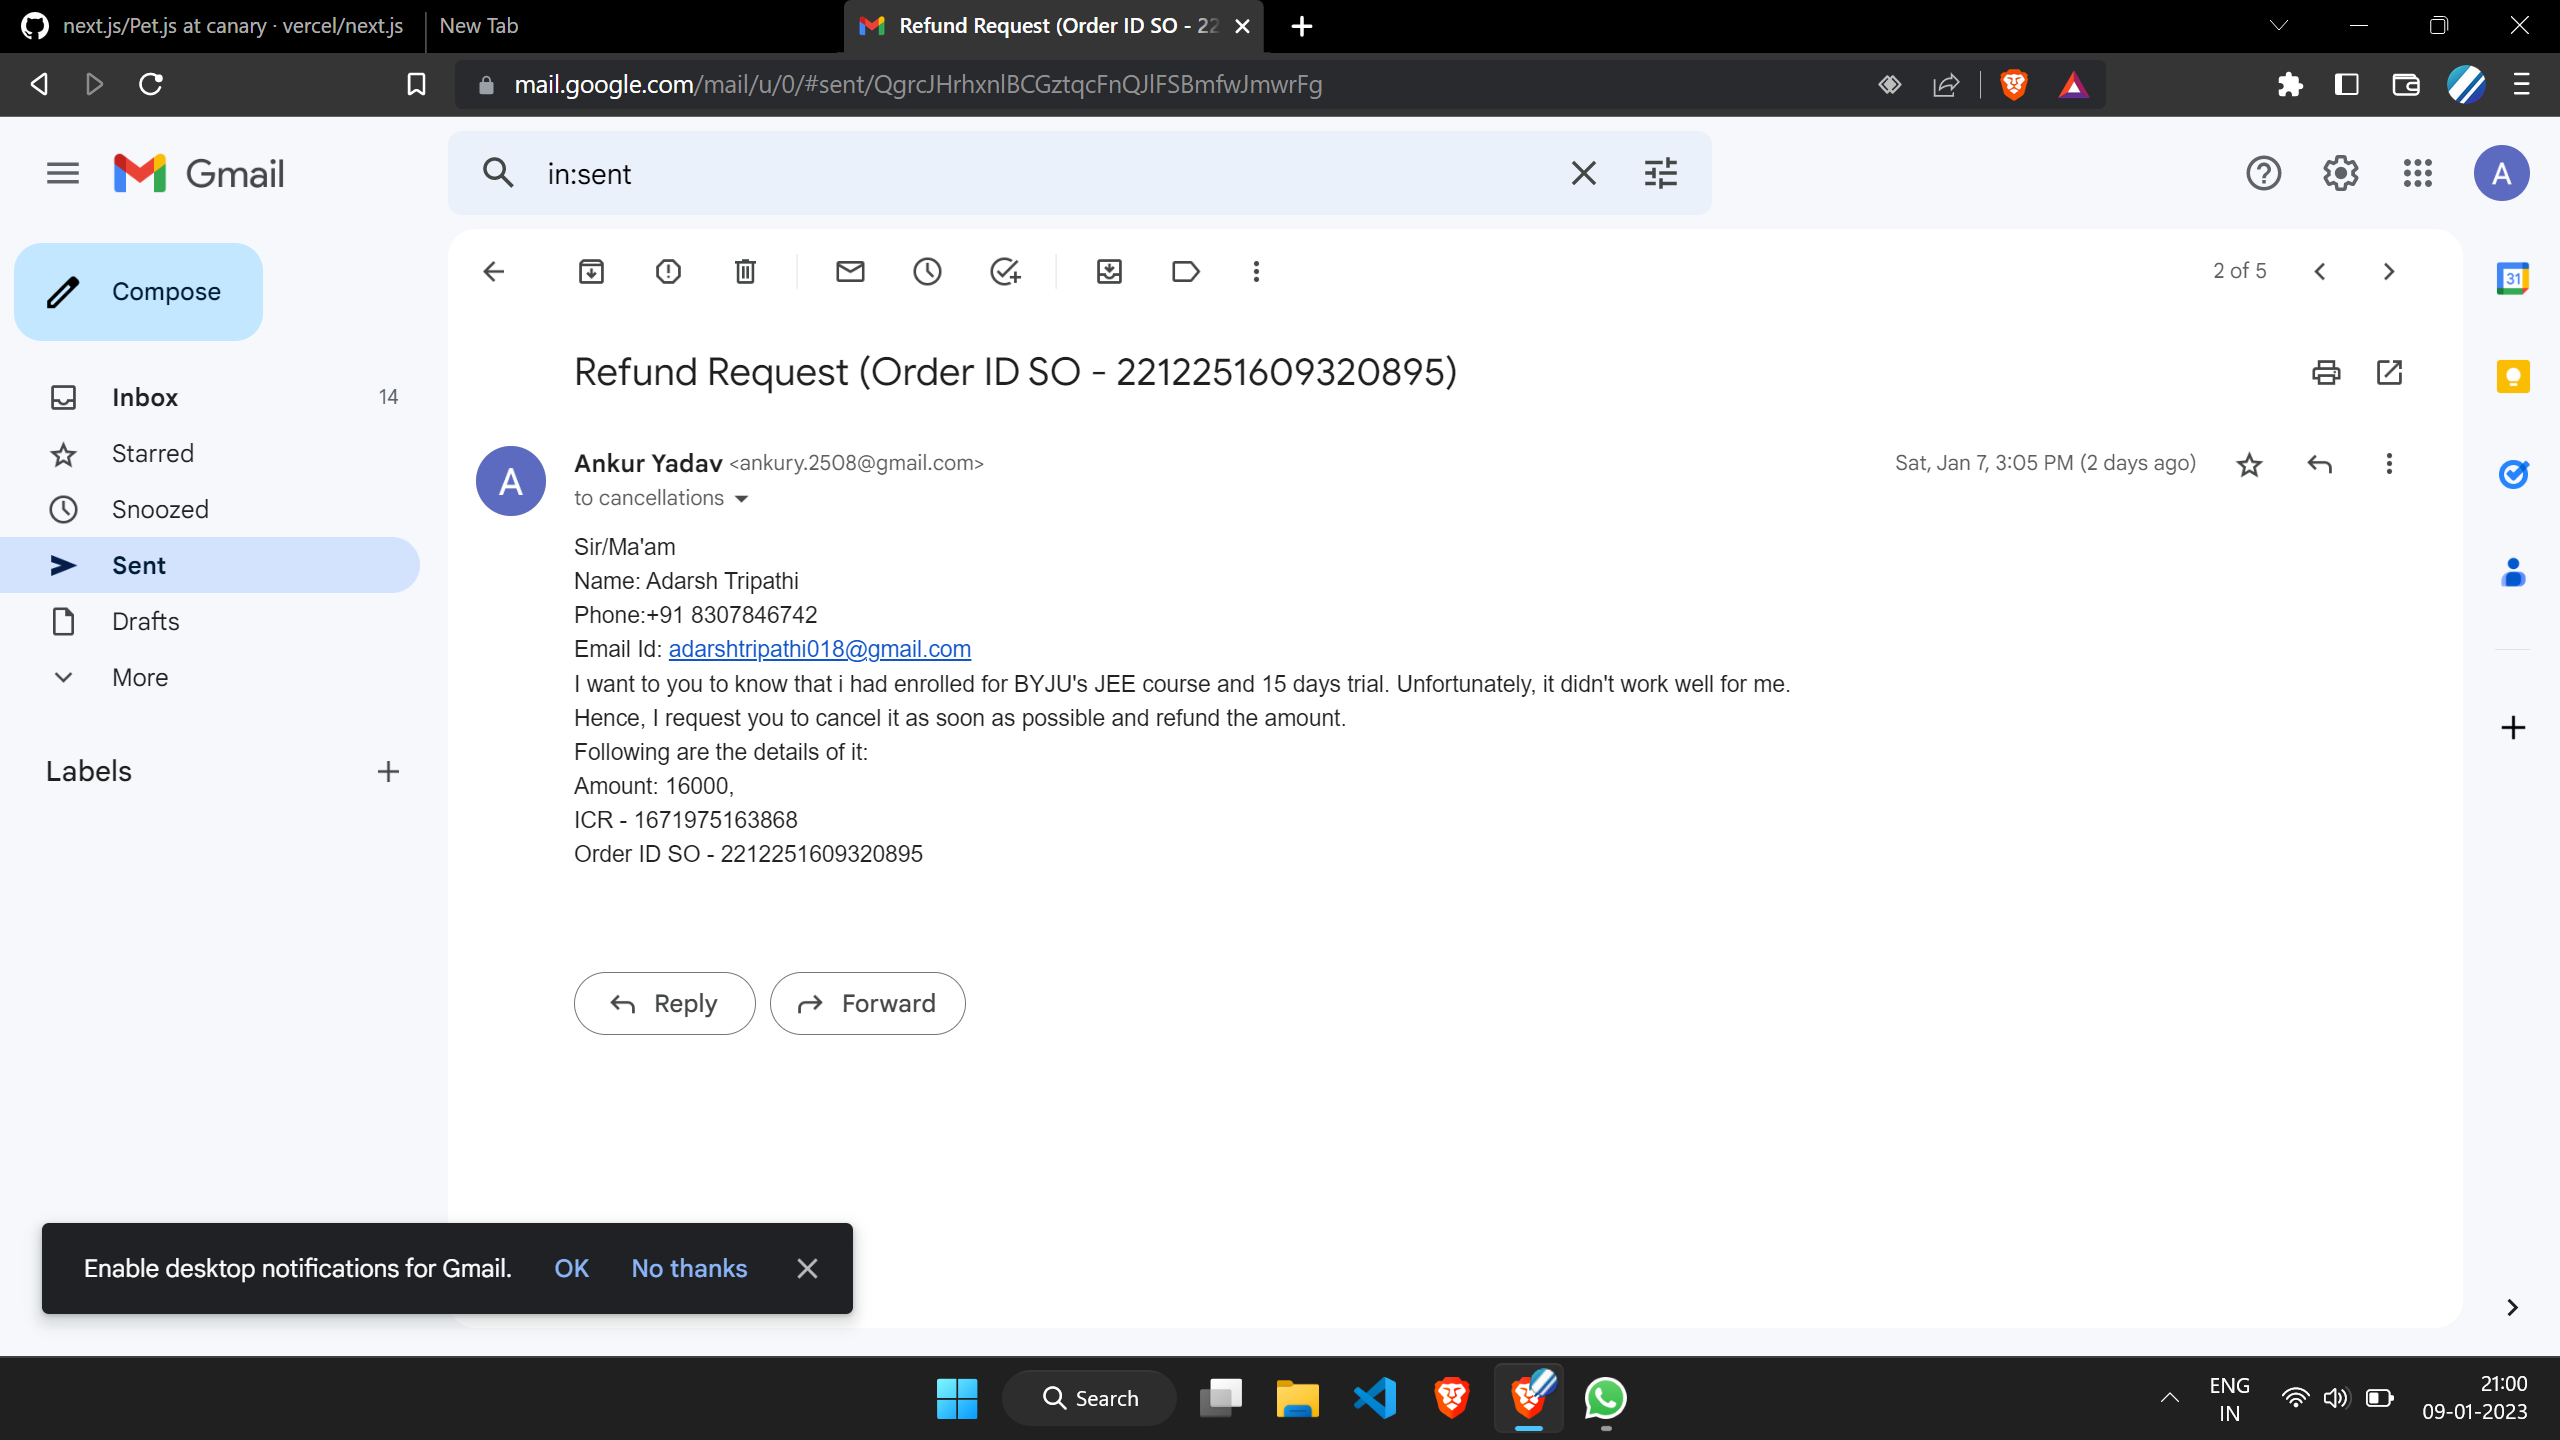 next.js/Pet.js at canary · vercel/next.js
New Tab
Refund Request (Order ID SO - 22
mail.google.com/mail/u/0/#sent/QgrcJHrhxnlBCGztqcFnQJlFSBmfwJmwrFg
Gmail
in:sent
A
Compose
2 of 5
31
Refund Request (Order ID SO - 2212251609320895)
Inbox 14
Starred
Snoozed
Sent
Drafts
More
Labels
A
Ankur Yadav <ankury.2508@gmail.com>
Sat, Jan 7, 3:05 PM (2 days ago)
to cancellations
Sir/Ma'am
Name: Adarsh Tripathi
Phone:+91 8307846742
Email Id: adarshtripathi018@gmail.com
I want to you to know that i had enrolled for BYJU's JEE course and 15 days trial. Unfortunately, it didn't work well for me.
Hence, I request you to cancel it as soon as possible and refund the amount.
Following are the details of it:
Amount: 16000,
ICR - 1671975163868
Order ID SO - 2212251609320895
Reply
Forward
Enable desktop notifications for Gmail. OK No thanks
Search
ENG
IN
21:00
09-01-2023